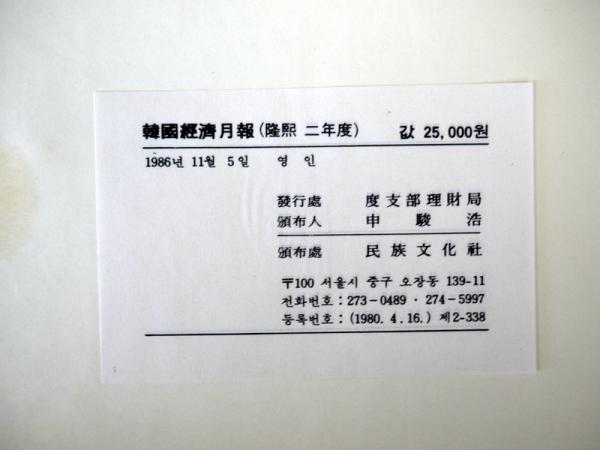 韓國經濟月報(隆熙 二年度) 값 25,000원
1986년 11월 5일 영 인
發行處 度支部理財局
頒布人 申 駿 浩
頒布處 民族文化社
〒100 서울시 중구 오장동 139-11
전화번호 : 273-0489 · 274-5997
등록번호 : (1980. 4. 16.) 제2-338